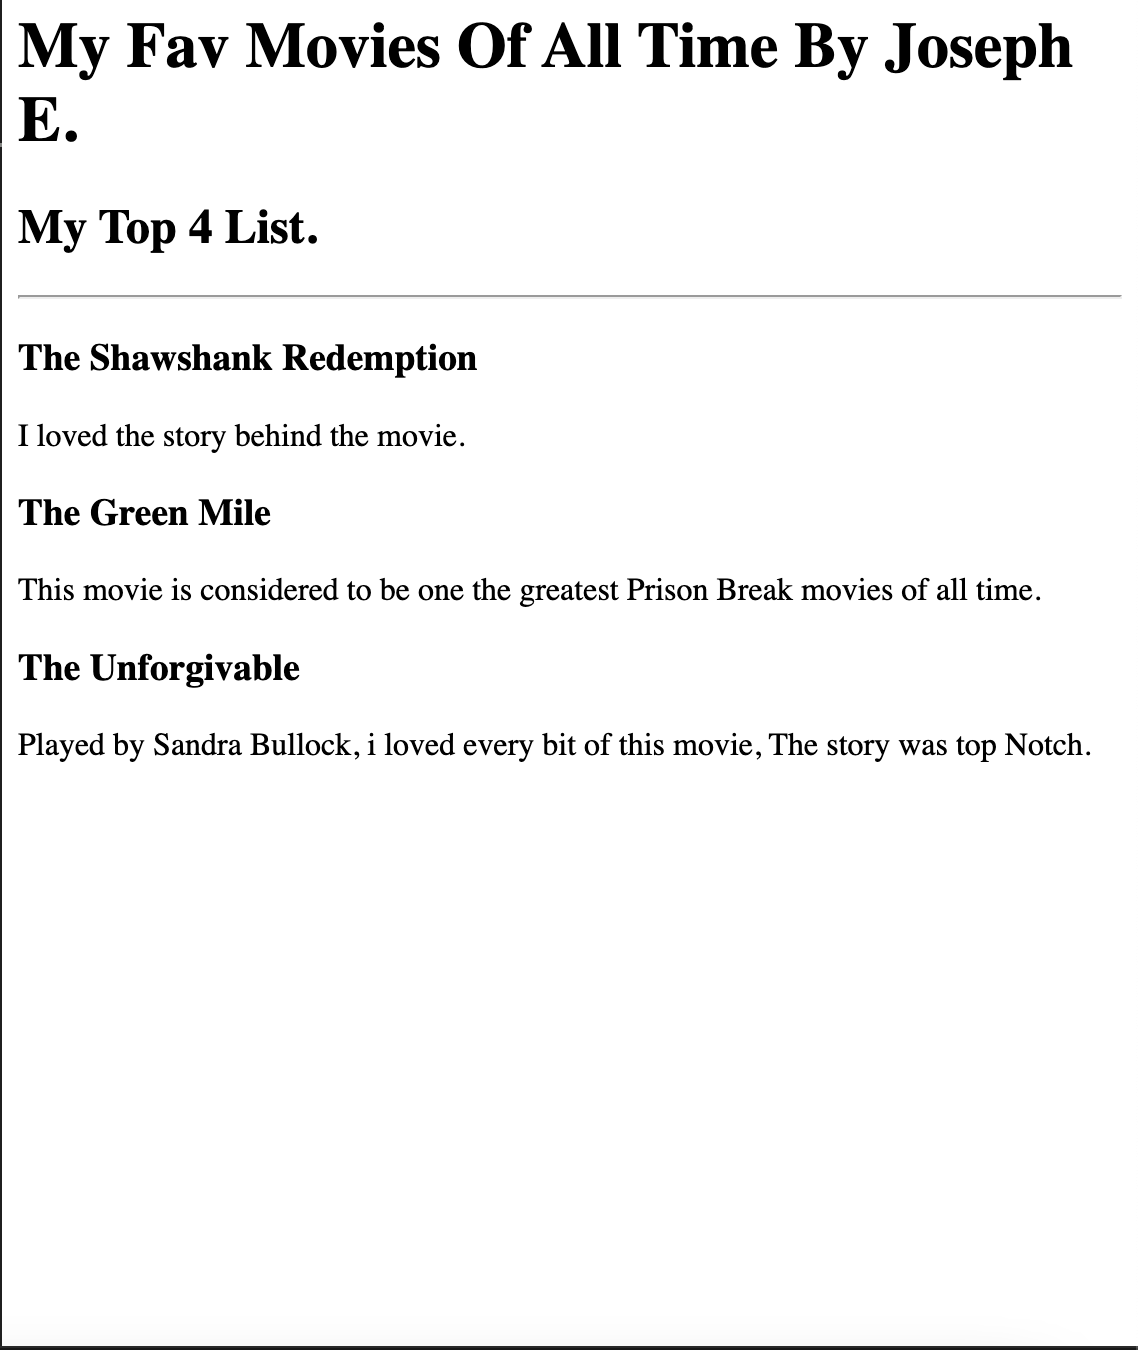 My Fav Movies Of All Time By Joseph
E.
My Top 4 List.
The Shawshank Redemption
I loved the story behind the movie.
The Green Mile
This movie is considered to be one the greatest Prison Break movies of all time.
The Unforgivable
Played by Sandra Bullock, i loved every bit of this movie, The story was top Notch.